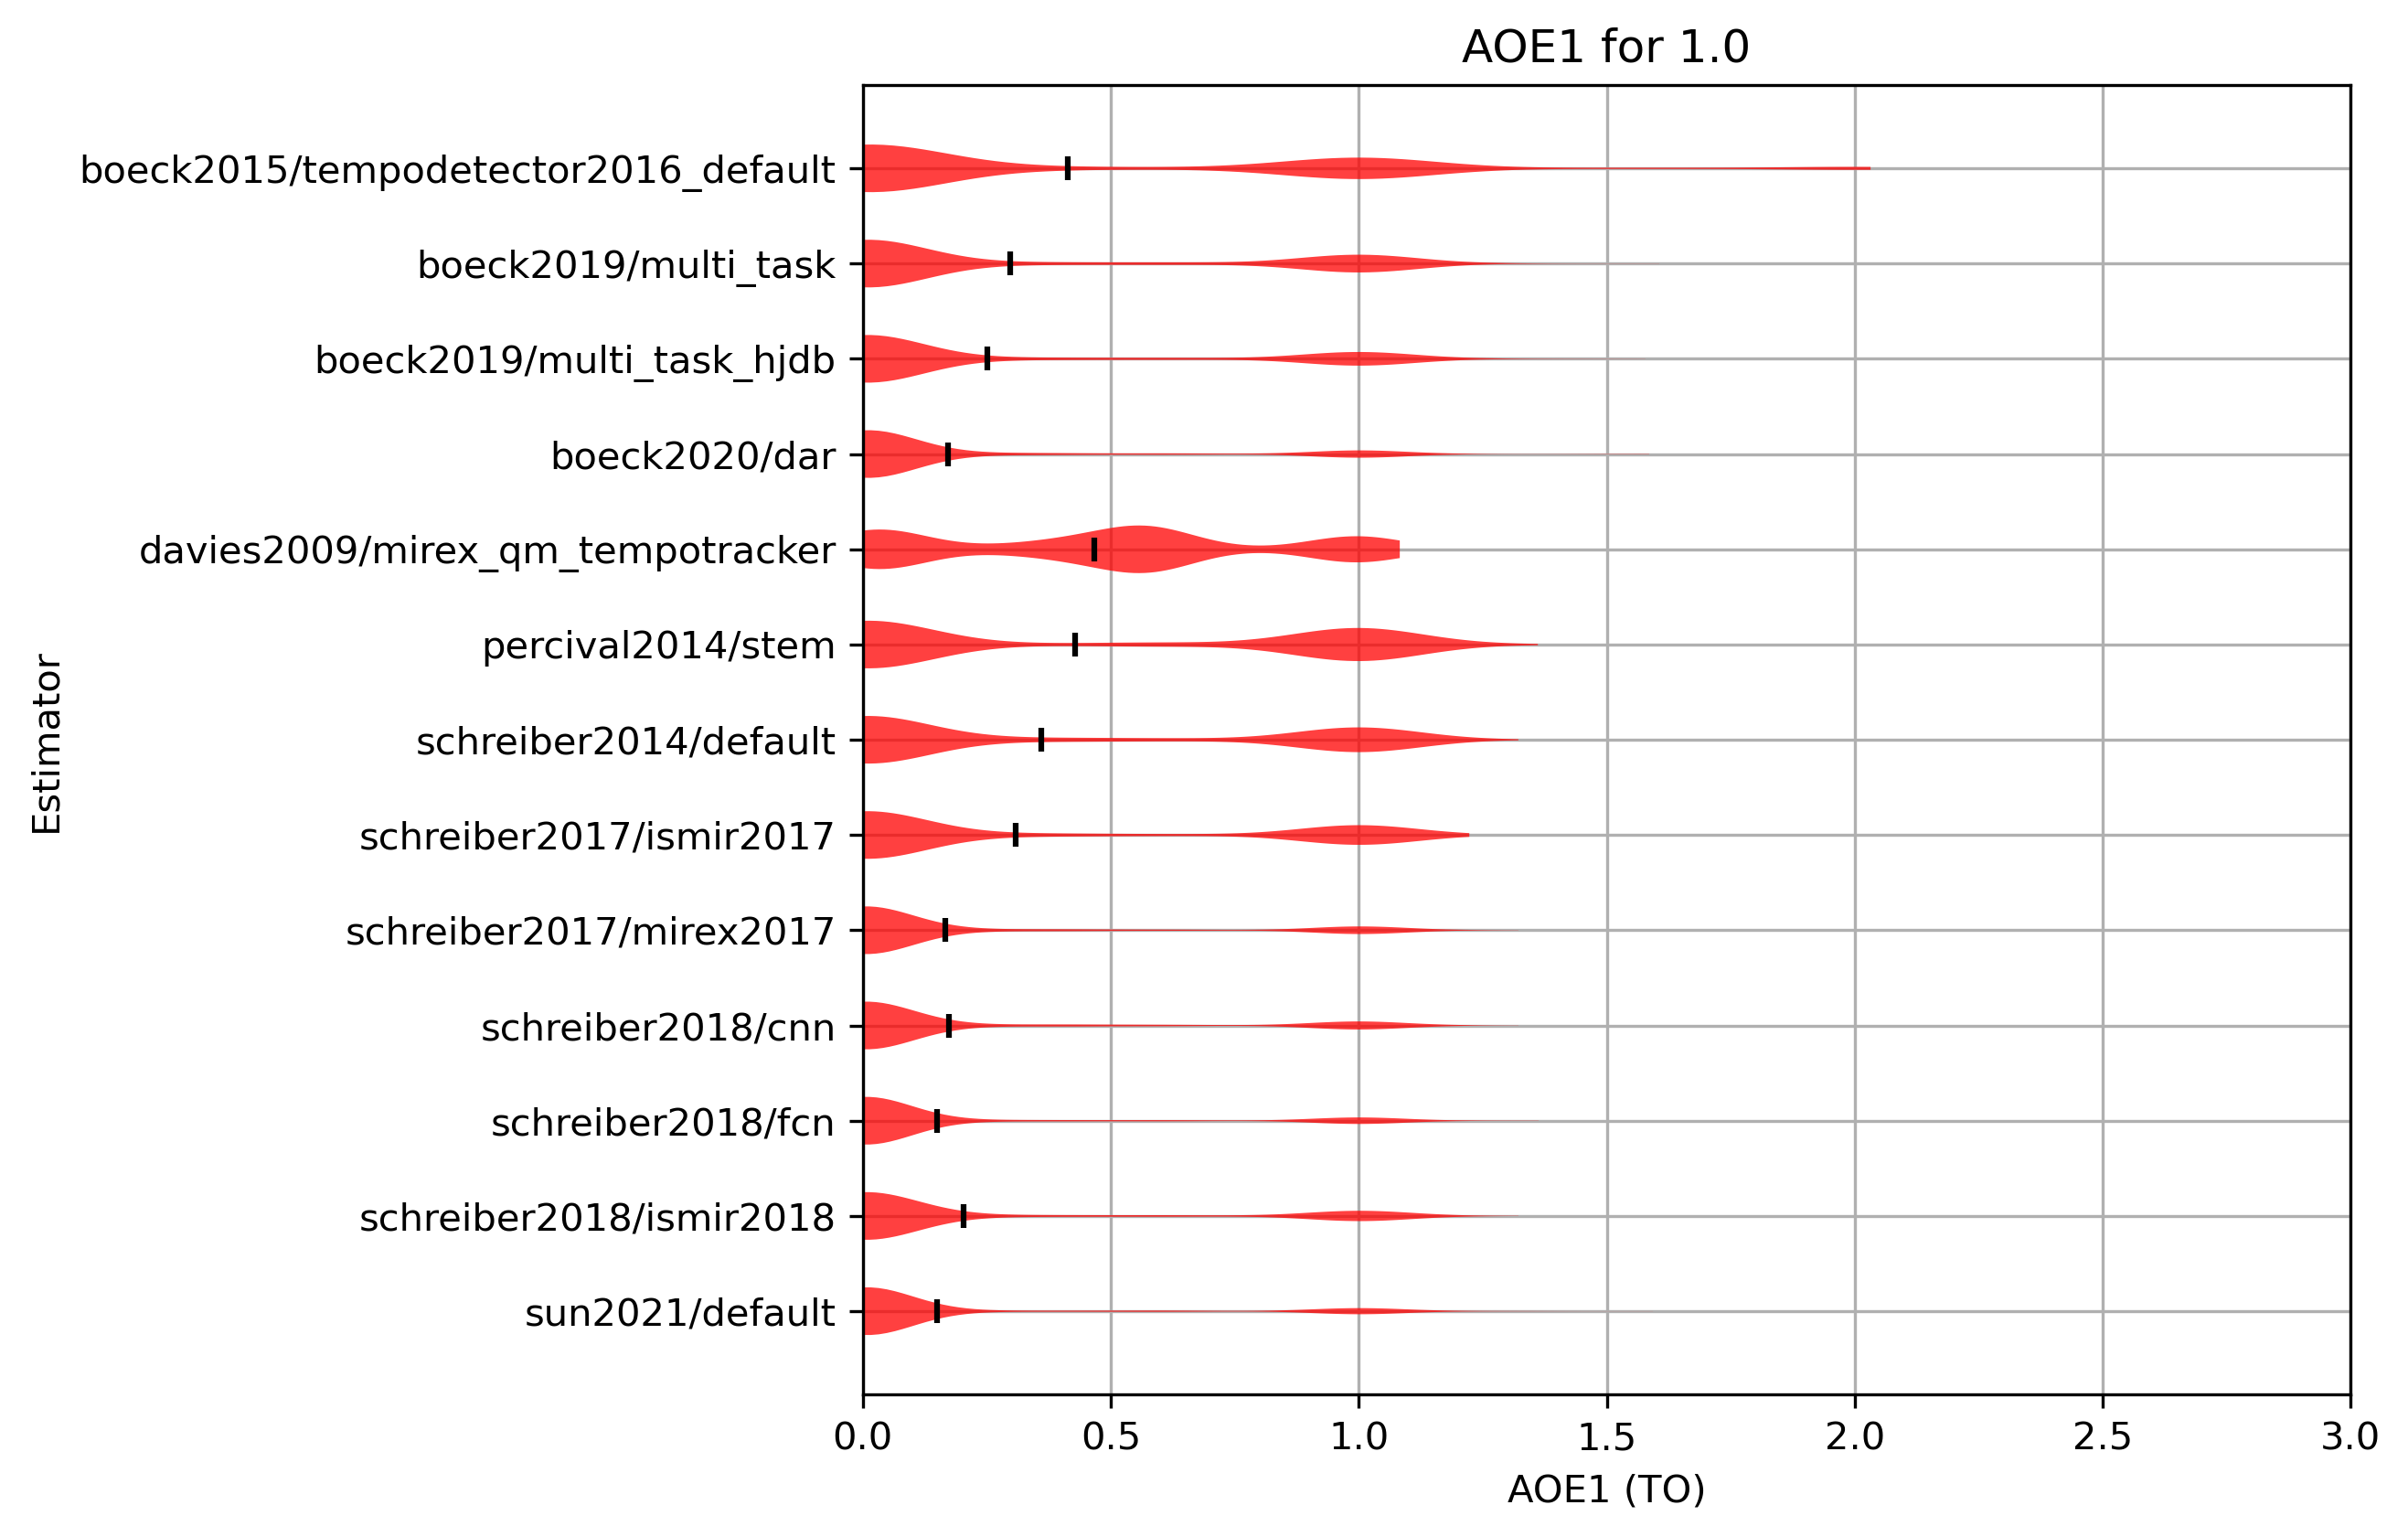 AOE1 for 1.0
boeck2015/tempodetector2016_default
boeck2019/multi_task
boeck2019/multi_task_hjdb
boeck2020/dar
davies2009/mirex_qm_tempotracker
percival2014/stem
schreiber2014/default
schreiber2017/ismir2017
schreiber2017/mirex2017
schreiber2018/cnn
schreiber2018/fcn
schreiber2018/ismir2018
sun2021/default
Estimator
0.0 0.5 1.0 1.5 2.0 2.5 3.0
AOE1 (TO)